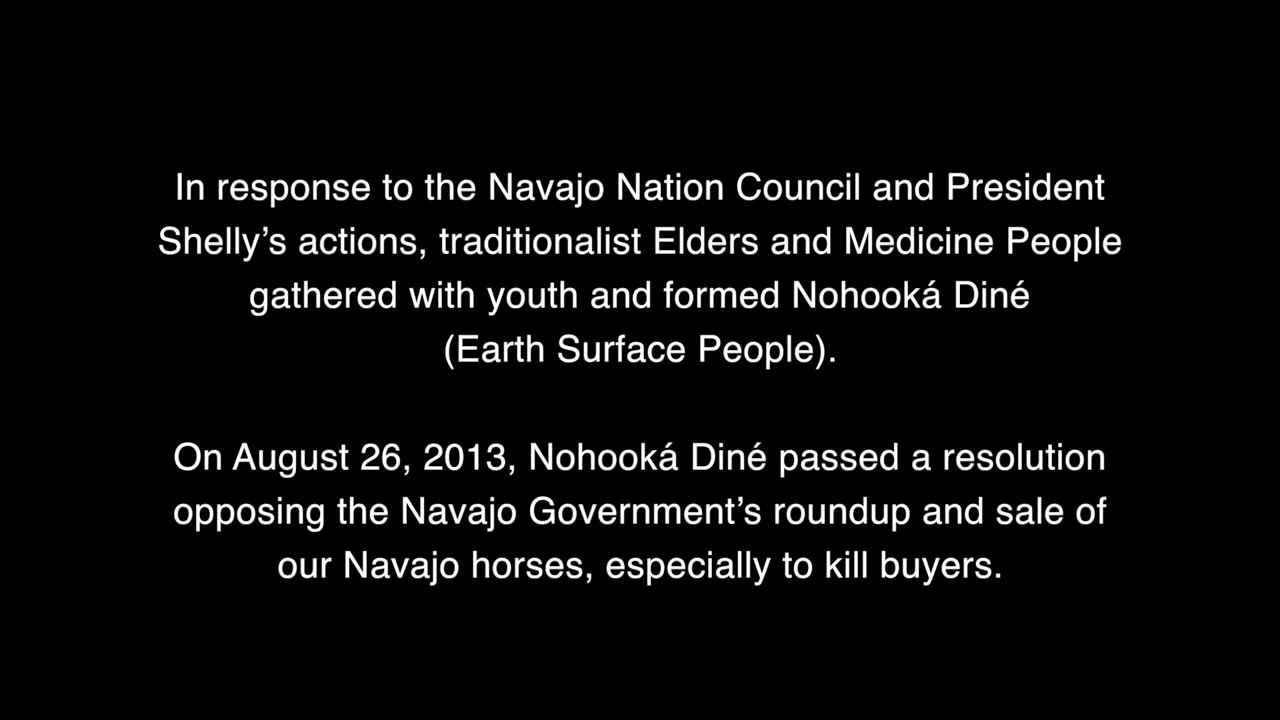 In response to the Navajo Nation Council and President
Shelly’s actions, traditionalist Elders and Medicine People
gathered with youth and formed Nohooká Diné
(Earth Surface People).
On August 26, 2013, Nohooká Diné passed a resolution
opposing the Navajo Government’s roundup and sale of
our Navajo horses, especially to kill buyers.